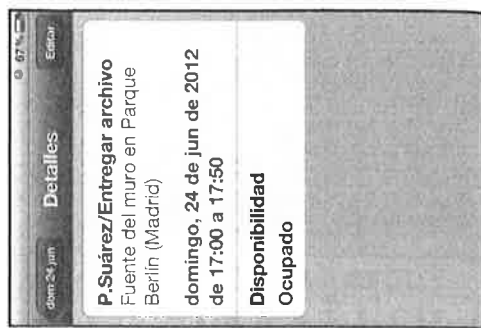 67%
dom 24 jun
Detalles
Editar
P.Suárez/Entregar archivo
Fuente del muro en Parque
Berlín (Madrid)
domingo, 24 de jun de 2012
de 17:00 a 17:50
Disponibilidad
Ocupado